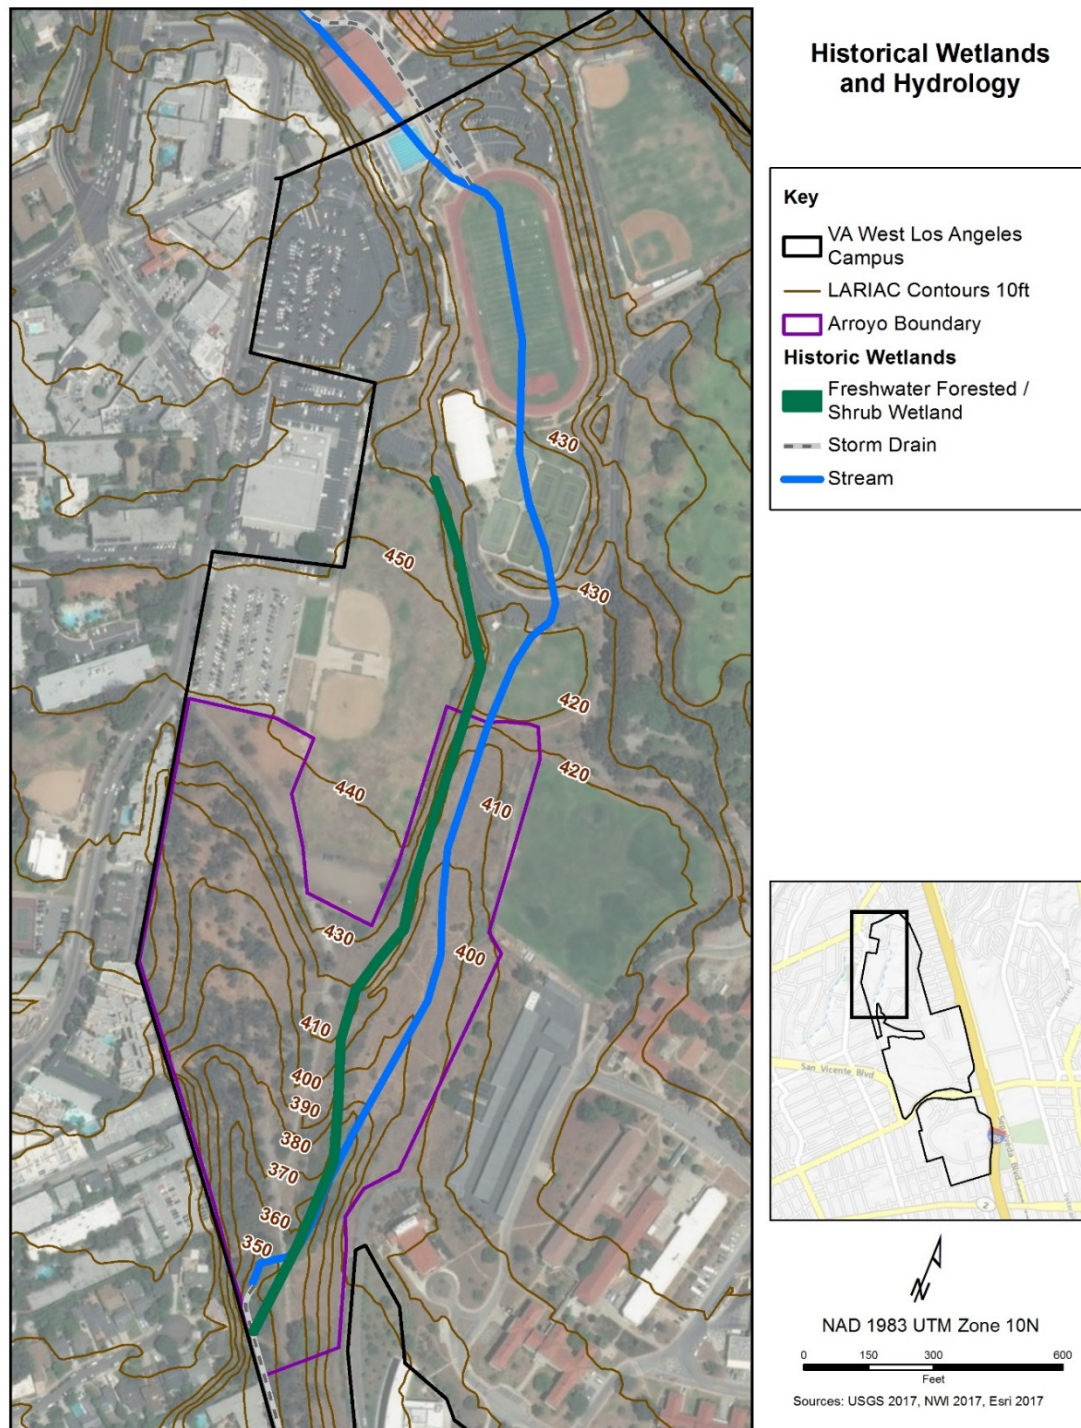 Historical Wetlands
and Hydrology
Key
VA West Los Angeles
Campus
LARIAC Contours 10ft
Arroyo Boundary
Historic Wetlands
Freshwater Forested /
Shrub Wetland
Storm Drain
Stream
430
450
430
420
420
440
410
430
400
410
400
390
380
370
360
350
San Vicente Blvd
2
N
NAD 1983 UTM Zone 10N
0 150 300 600
Feet
Sources: USGS 2017, NWI 2017, Esri 2017